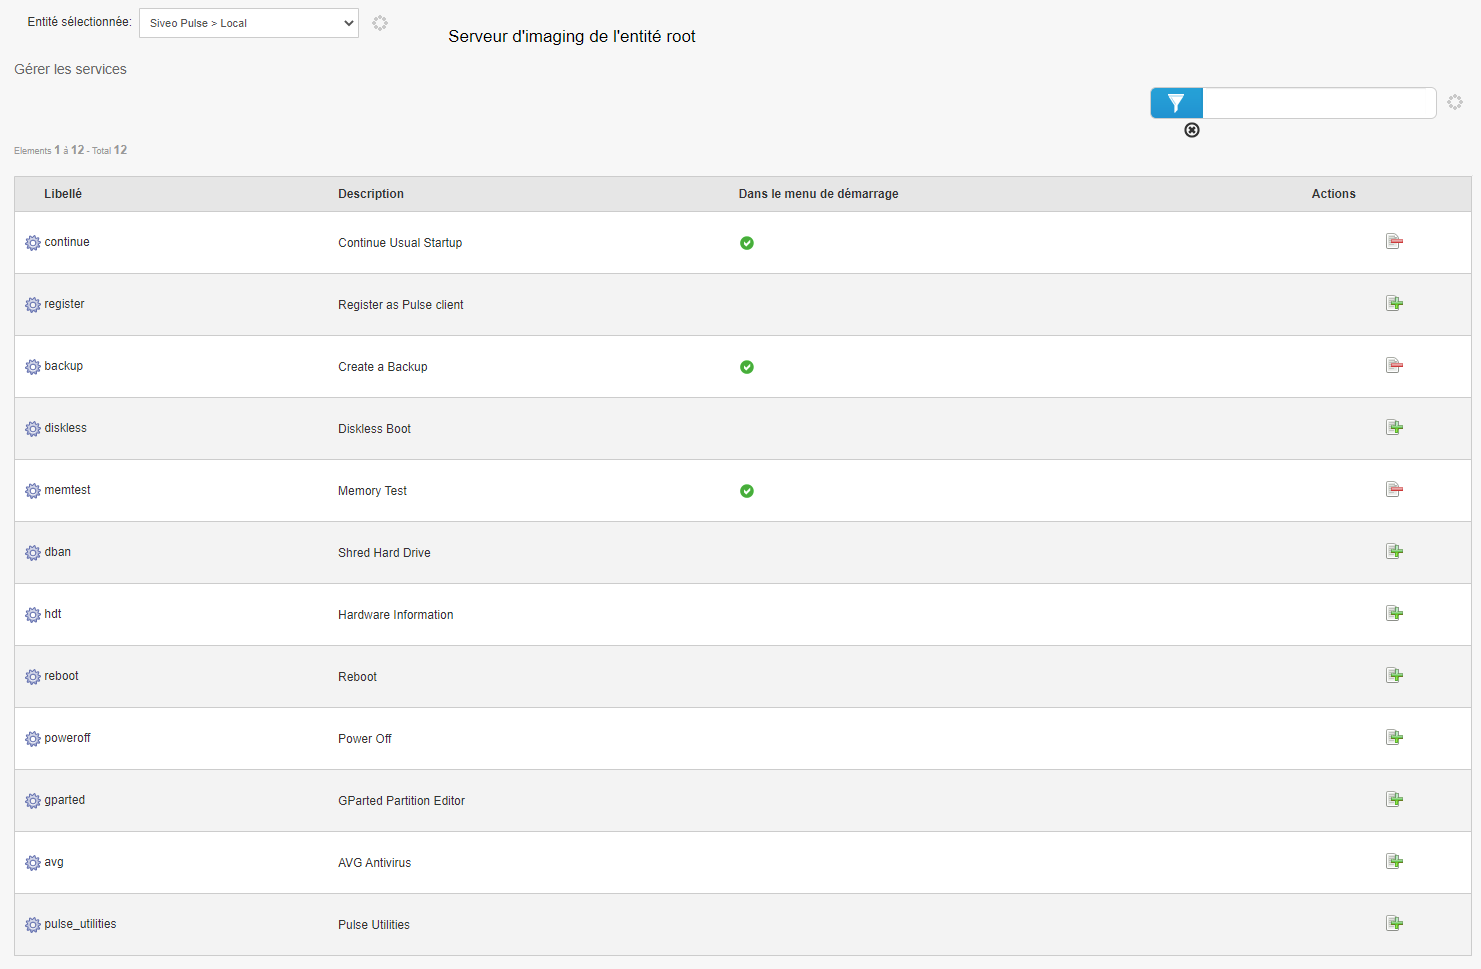 Entité sélectionnée: Siveo Pulse > Local
Serveur d'imaging de l'entité root
Gérer les services
Elements 1 à 12 - Total 12
Libellé Description Dans le menu de démarrage Actions
continue Continue Usual Startup
register Register as Pulse client
backup Create a Backup
diskless Diskless Boot
memtest Memory Test
dban Shred Hard Drive
hdt Hardware Information
reboot Reboot
poweroff Power Off
gparted GParted Partition Editor
avg AVG Antivirus
pulse_utilities Pulse Utilities